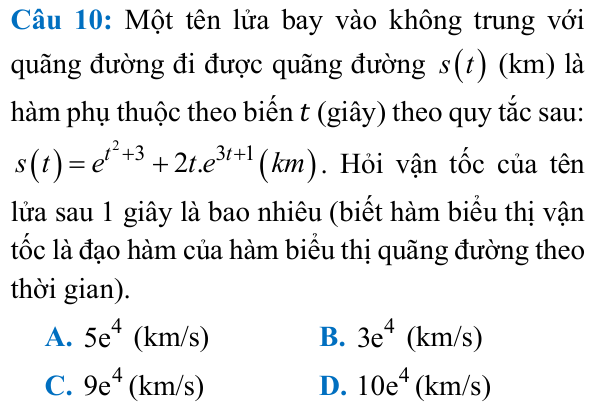 Câu 10: Một tên lửa bay vào không trung với
quãng đường đi được quãng đường s(t) (km) là
hàm phụ thuộc theo biến t (giây) theo quy tắc sau:
s(t) = e^{t^2+3} + 2t.e^{3t+1} (km). Hỏi vận tốc của tên
lửa sau 1 giây là bao nhiêu (biết hàm biểu thị vận
tốc là đạo hàm của hàm biểu thị quãng đường theo
thời gian).
A. 5e^4 (km/s) B. 3e^4 (km/s)
C. 9e^4 (km/s) D. 10e^4 (km/s)